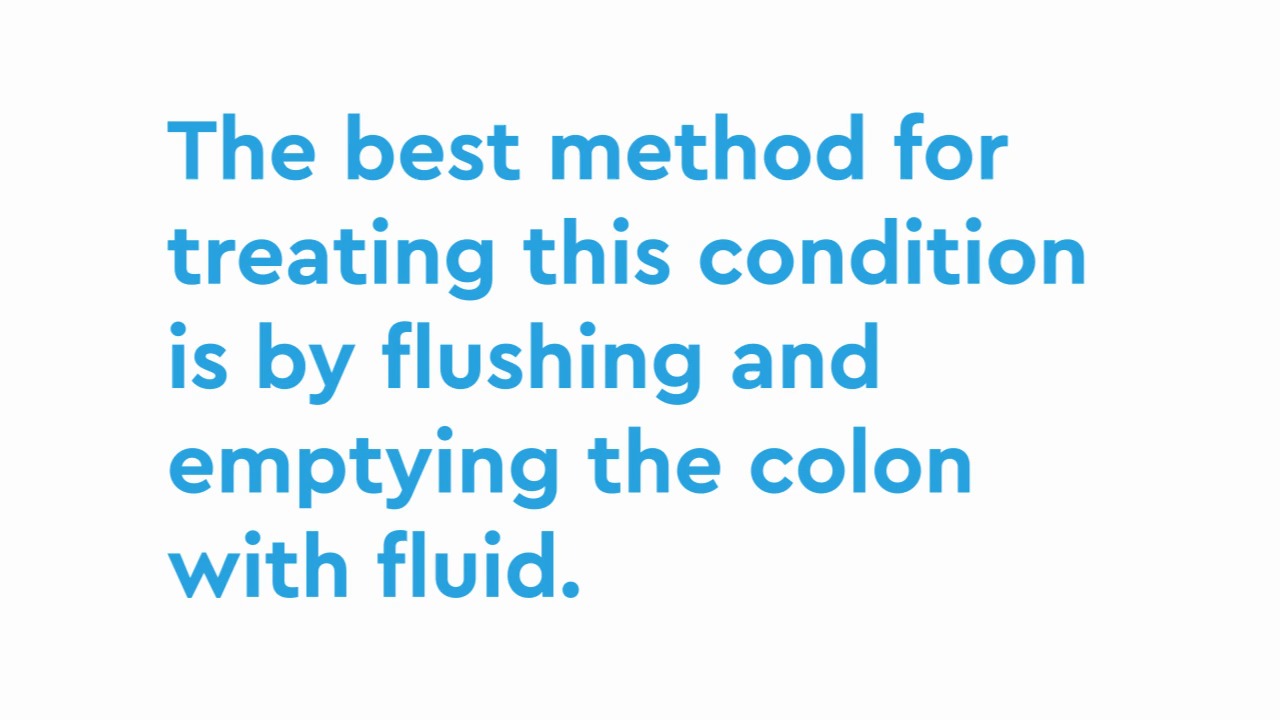 The best method for
treating this condition
is by flushing and
emptying the colon
with fluid.